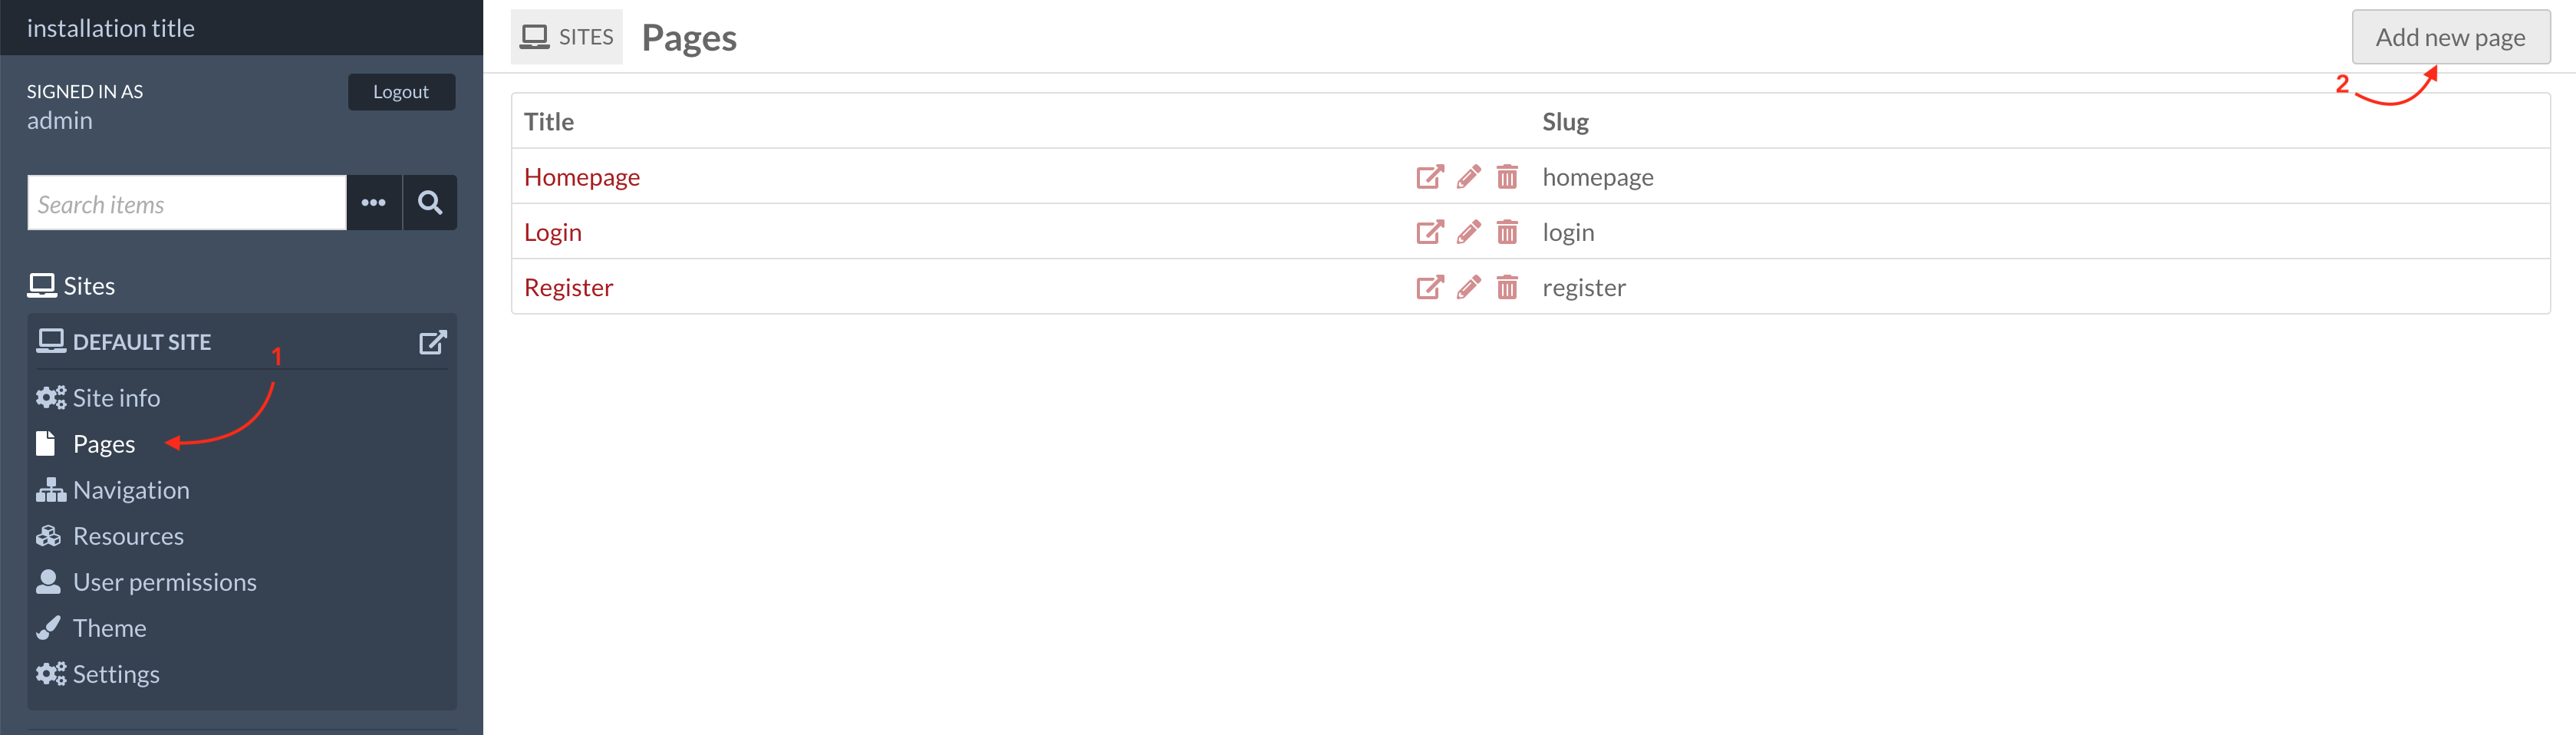 installation title
SIGNED IN AS
admin
Logout
Search items
Sites
DEFAULT SITE
1
Site info
Pages
Navigation
Resources
User permissions
Theme
Settings
SITES
Pages
Add new page
2
Title Slug
Homepage homepage
Login login
Register register